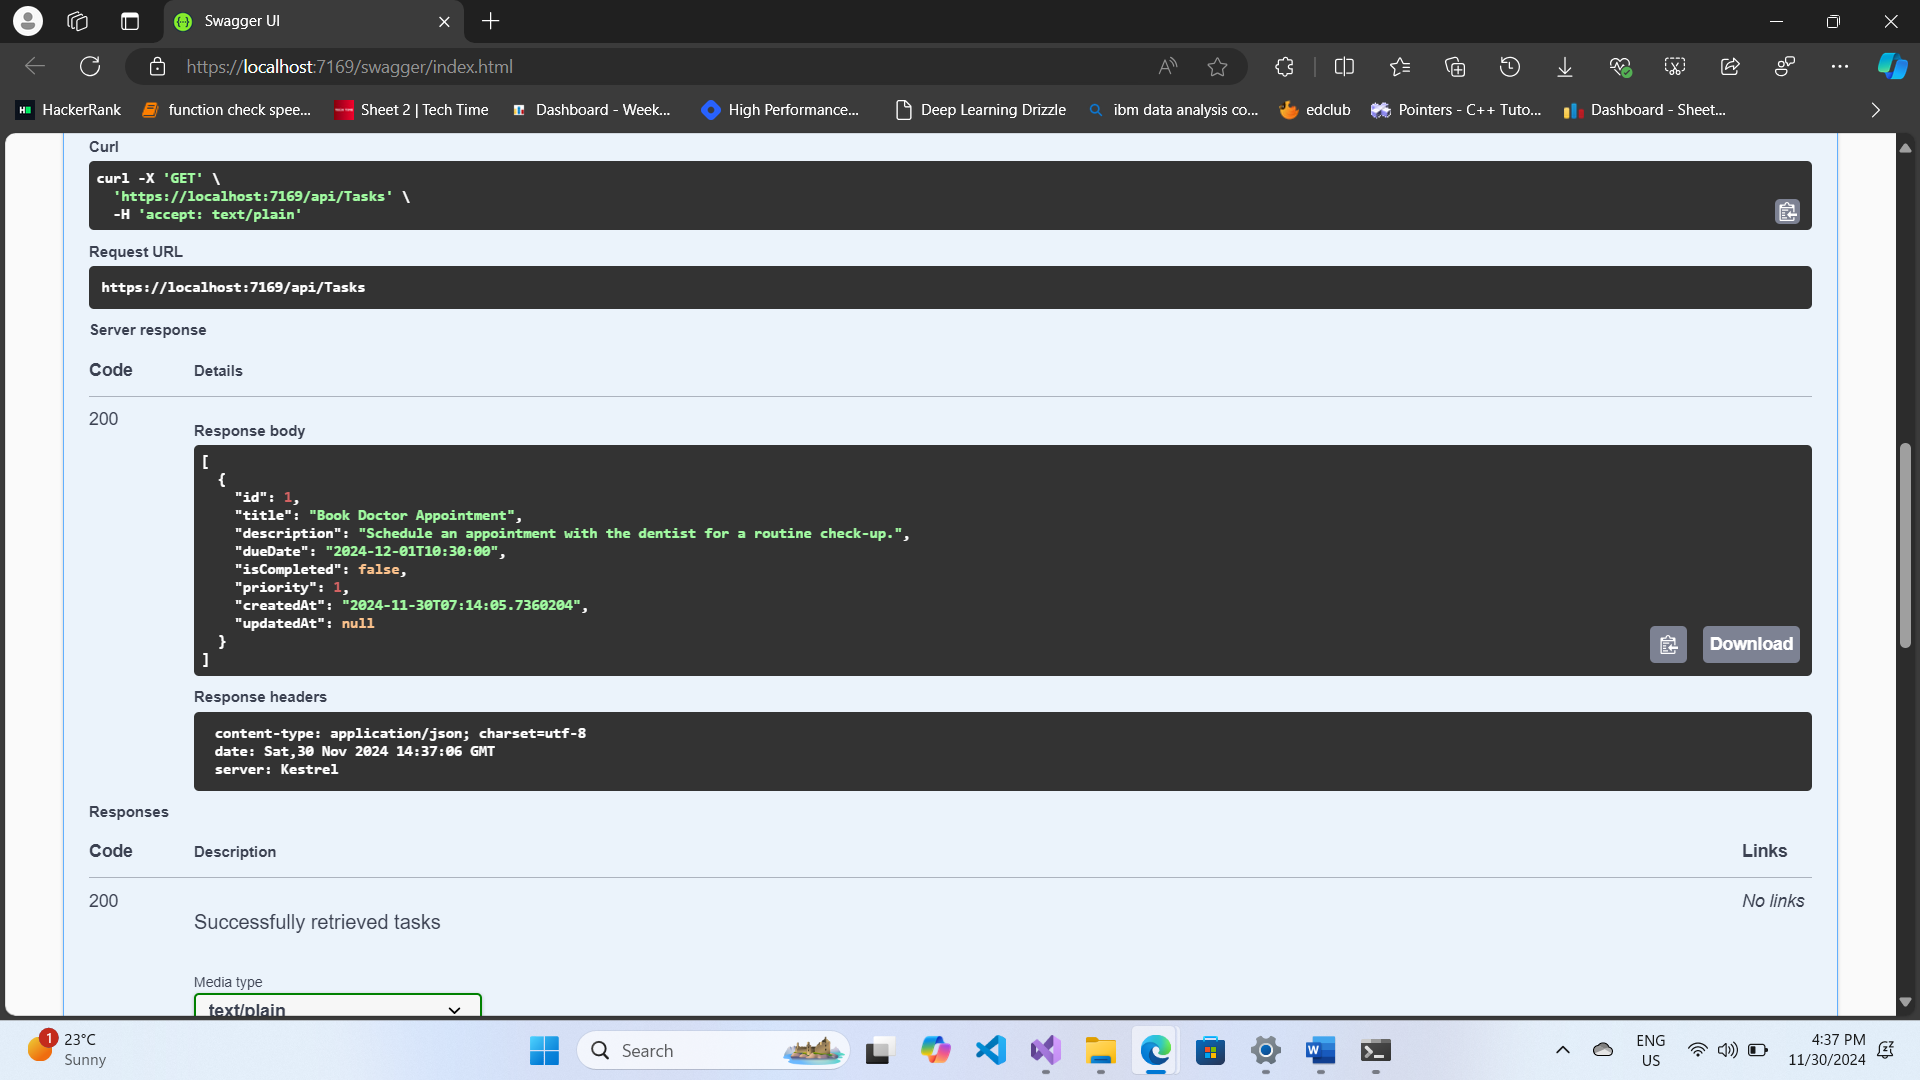 Swagger UI
https://localhost:7169/swagger/index.html
HackerRank
function check spee...
Sheet 2 | Tech Time
Dashboard - Week...
High Performance...
Deep Learning Drizzle
ibm data analysis co...
edclub
Pointers - C++ Tuto...
Dashboard - Sheet...
Curl
curl -X 'GET' \
'https://localhost:7169/api/Tasks' \
-H 'accept: text/plain'
Request URL
https://localhost:7169/api/Tasks
Server response
Code Details
200
Response body
[
{
"id": 1,
"title": "Book Doctor Appointment",
"description": "Schedule an appointment with the dentist for a routine check-up.",
"dueDate": "2024-12-01T10:30:00",
"isCompleted": false,
"priority": 1,
"createdAt": "2024-11-30T07:14:05.7360204",
"updatedAt": null
}
]
Download
Response headers
content-type: application/json; charset=utf-8
date: Sat,30 Nov 2024 14:37:06 GMT
server: Kestrel
Responses
Code Description Links
200 No links
Successfully retrieved tasks
Media type
text/plain
1
23°C
Sunny
Search
ENG
US
4:37 PM
11/30/2024